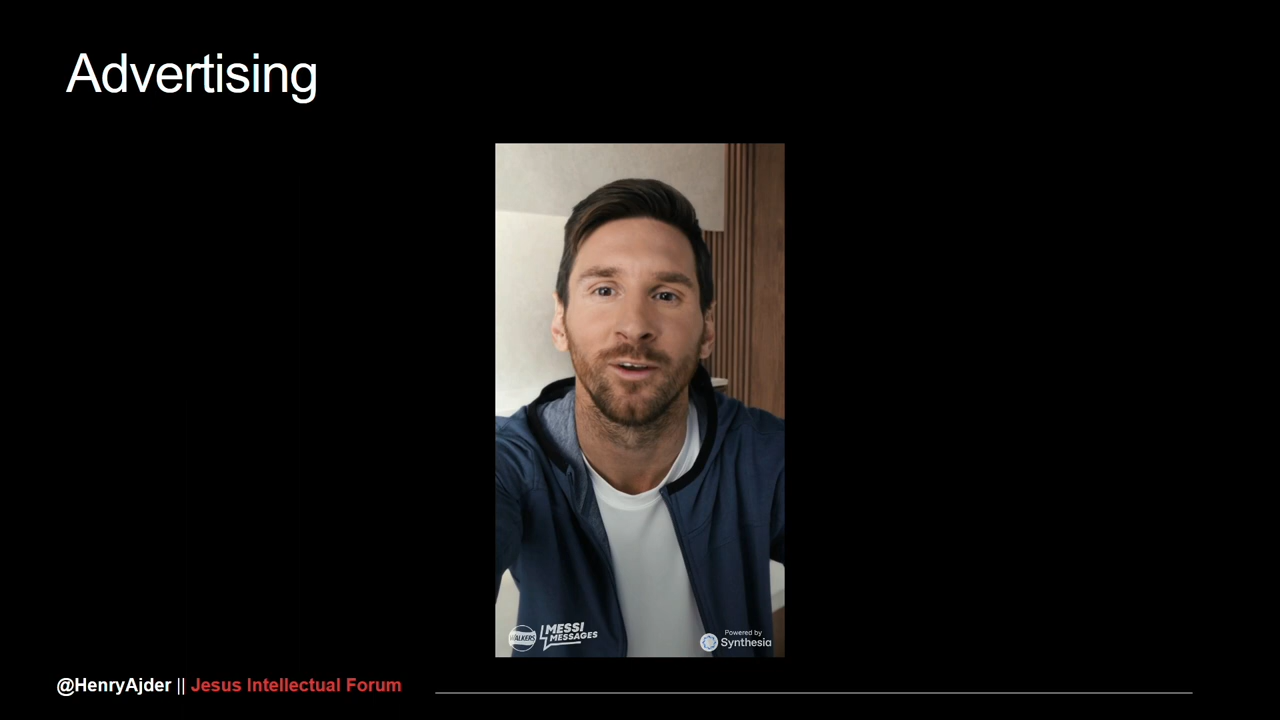 Advertising
WALKERS
MESSI
MESSAGES
Powered by
Synthesia
@HenryAjder || Jesus Intellectual Forum